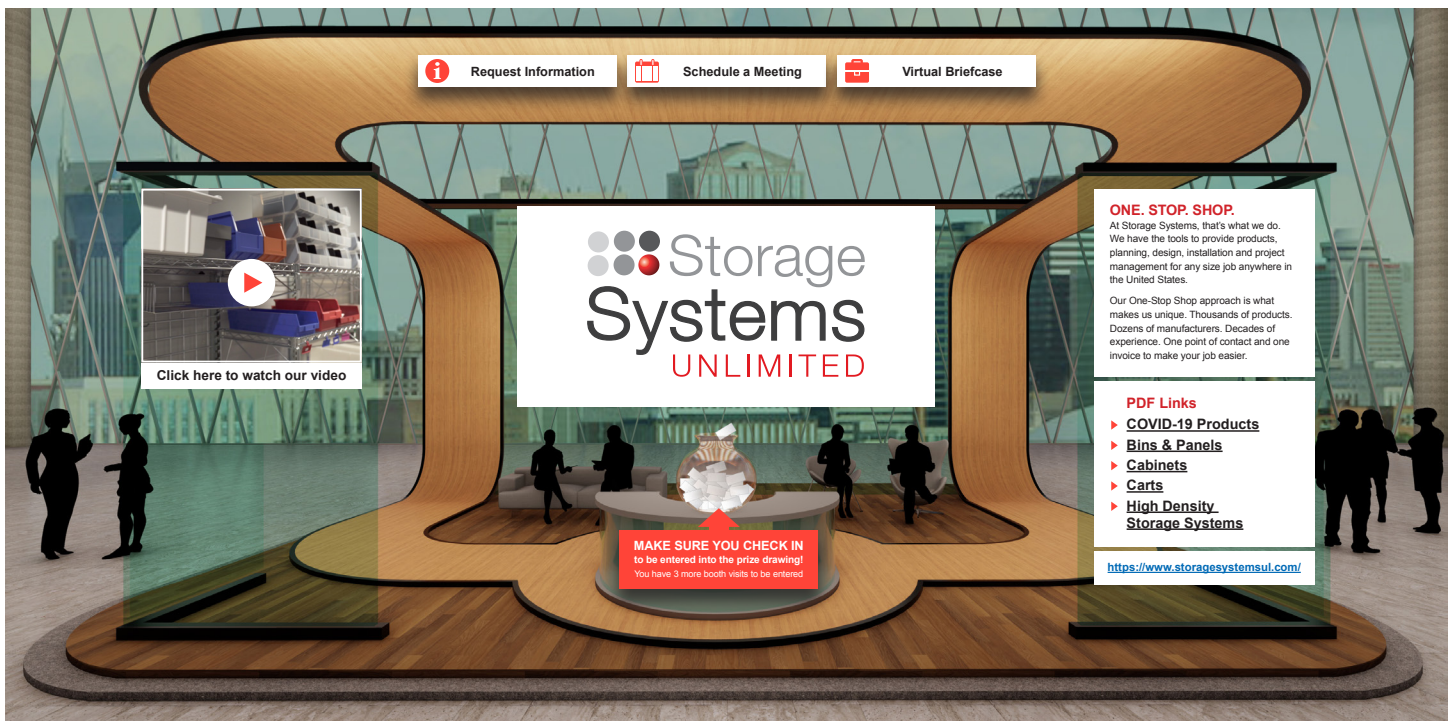 Request Information
Schedule a Meeting
Virtual Briefcase
Click here to watch our video
Storage
Systems
UNLIMITED
MAKE SURE YOU CHECK IN
to be entered into the prize drawing!
You have 3 more booth visits to be entered
ONE. STOP. SHOP.
At Storage Systems, that's what we do.
We have the tools to provide products,
planning, design, installation and project
management for any size job anywhere in
the United States.
Our One-Stop Shop approach is what
makes us unique. Thousands of products.
Dozens of manufacturers. Decades of
experience. One point of contact and one
invoice to make your job easier.
PDF Links
COVID-19 Products
Bins & Panels
Cabinets
Carts
High Density
Storage Systems
https://www.storagesystemsul.com/